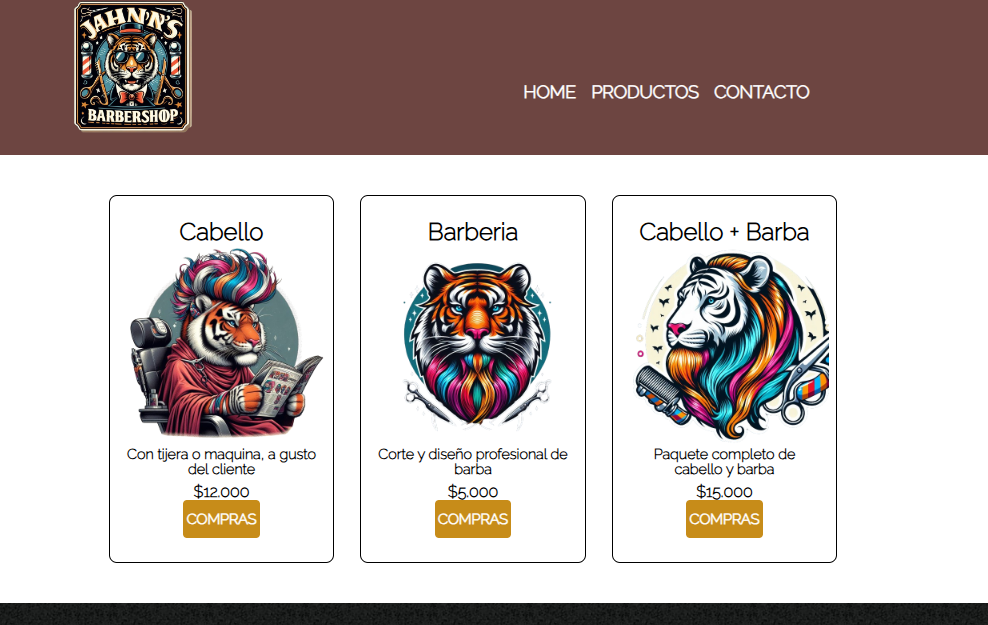 JAHN'N'S
BARBERSHOP
HOME PRODUCTOS CONTACTO
Cabello
Con tijera o maquina, a gusto
del cliente
$12.000
COMPRAS
Barberia
Corte y diseño profesional de
barba
$5.000
COMPRAS
Cabello + Barba
Paquete completo de
cabello y barba
$15.000
COMPRAS